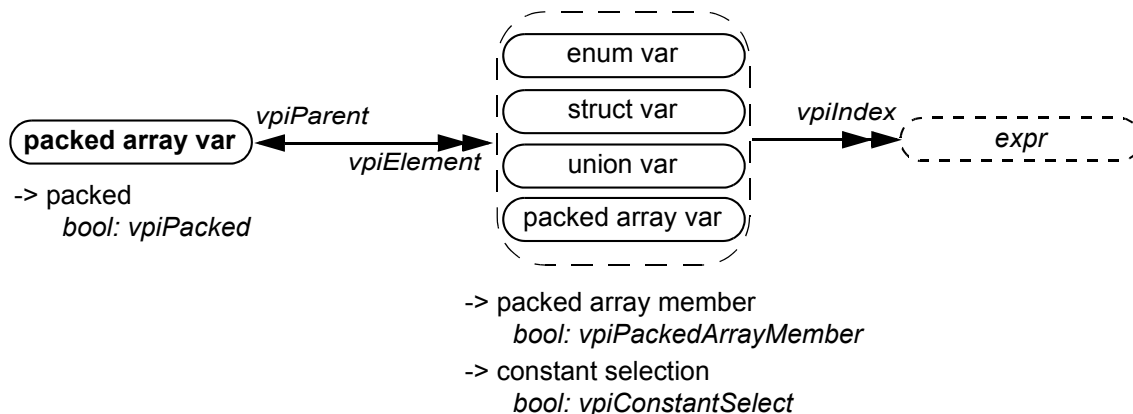 enum var
struct var
vpiParent
vpiIndex
packed array var
expr
vpiElement
union var
-> packed
packed array var
bool: vpiPacked
-> packed array member
bool: vpiPackedArrayMember
-> constant selection
bool: vpiConstantSelect